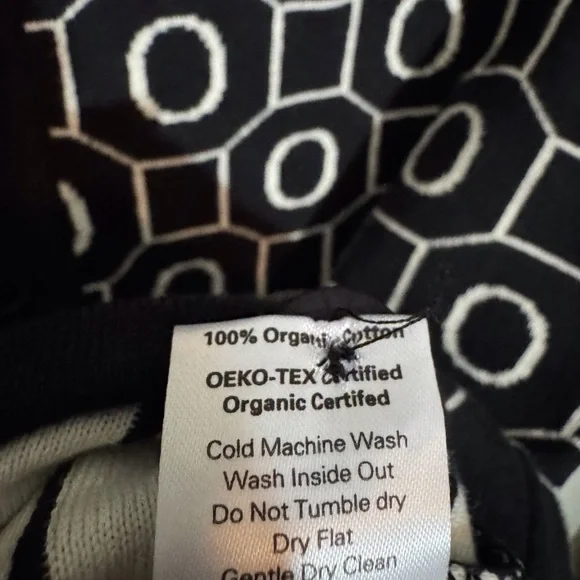 100% Organic Cotton
OEKO-TEX Certified
Organic Certifed
Cold Machine Wash
Wash Inside Out
Do Not Tumble dry
Dry Flat
Gentle Dry Clean